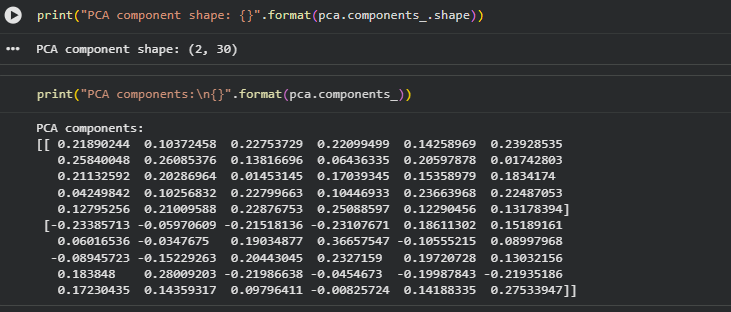 print("PCA component shape: {}".format(pca.components_.shape))
PCA component shape: (2, 30)
print("PCA components:\n{}".format(pca.components_))
PCA components:
[[ 0.21890244  0.10372458  0.22753729  0.22099499  0.14258969  0.23928535
   0.25840048  0.26085376  0.13816696  0.06436335  0.20597878  0.01742803
   0.21132592  0.20286964  0.01453145  0.17039345  0.15358979  0.1834174
   0.04249842  0.10256832  0.22799663  0.10446933  0.23663968  0.22487053
   0.12795256  0.21009588  0.22876753  0.25088597  0.12290456  0.13178394]
 [-0.23385713 -0.05970609 -0.21518136 -0.23107671  0.18611302  0.15189161
   0.06016536 -0.0347675   0.19034877  0.36657547 -0.10555215  0.08997968
  -0.08945723 -0.15229263  0.20443045  0.2327159   0.19720728  0.13032156
   0.183848    0.28009203 -0.21986638 -0.0454673  -0.19987843 -0.21935186
   0.17230435  0.14359317  0.09796411 -0.00825724  0.14188335  0.27533947]]